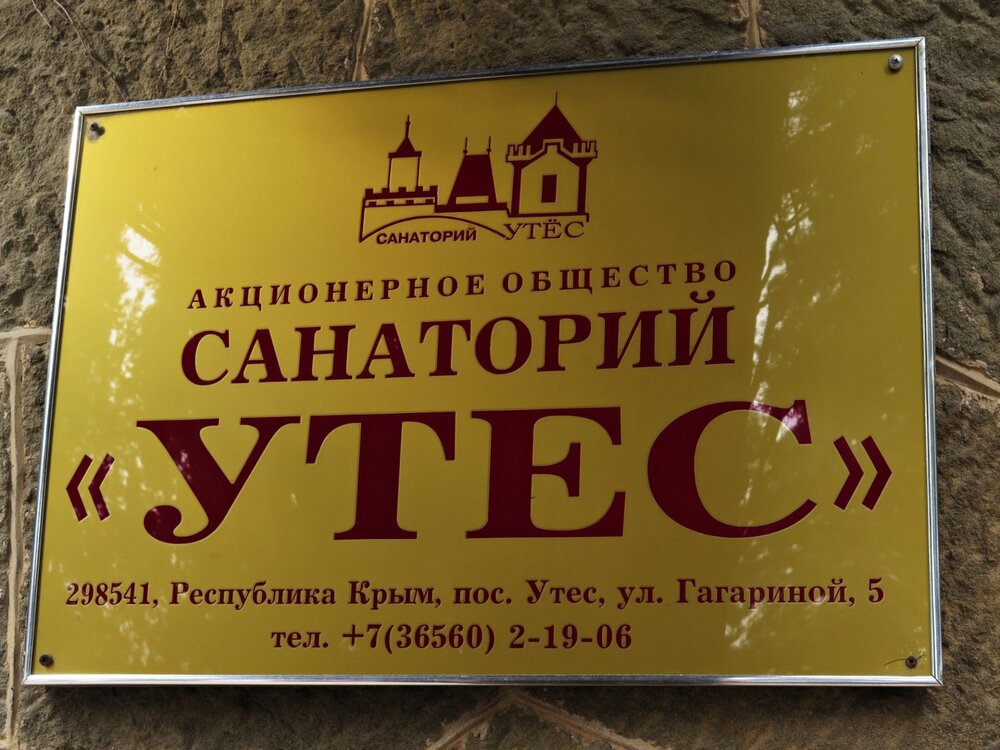 САНАТОРИЙ УТЁС
АКЦИОНЕРНОЕ ОБЩЕСТВО
САНАТОРИЙ
«УТЕС»
298541, Республика Крым, пос. Утес, ул. Гагариной, 5
тел. +7(36560) 2-19-06